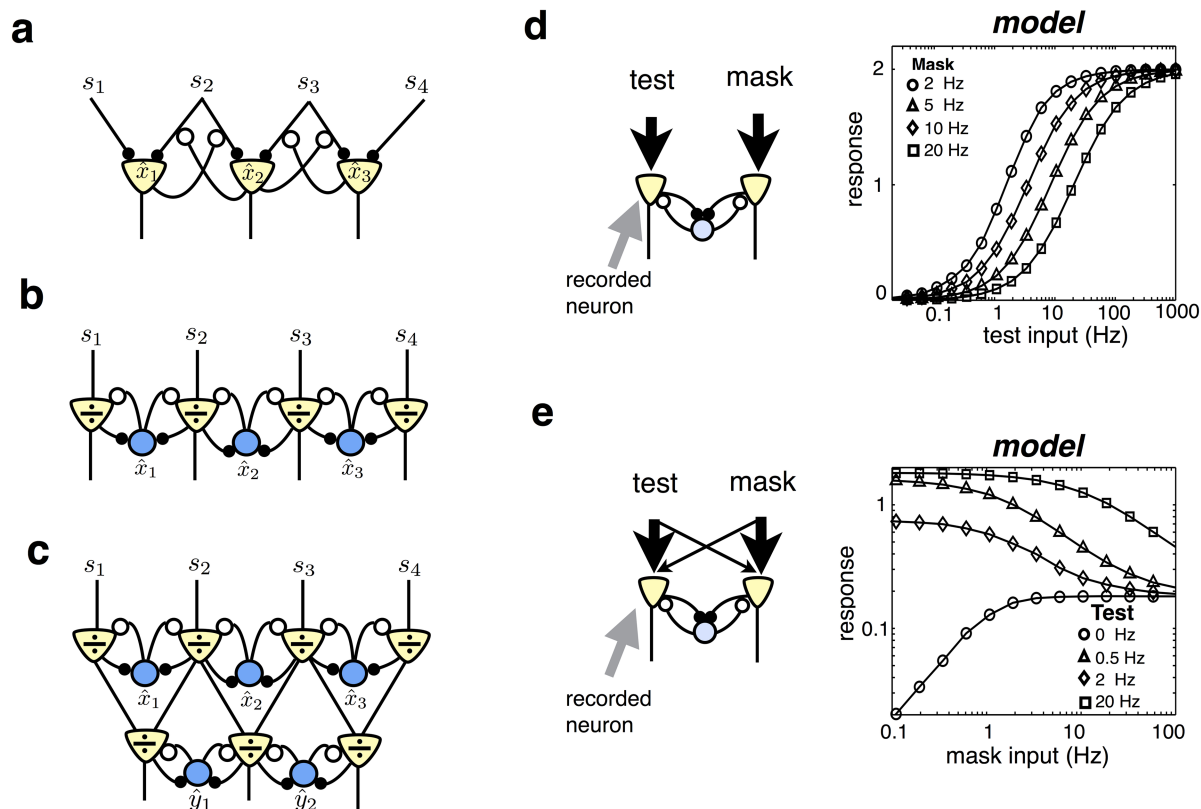 a
s1 s2 s3 s4
x̂1 x̂2 x̂3
b
s1 s2 s3 s4
÷ ÷ ÷ ÷
x̂1 x̂2 x̂3
c
s1 s2 s3 s4
÷ ÷ ÷ ÷
x̂1 x̂2 x̂3
÷ ÷ ÷
ŷ1 ŷ2
d
test mask
recorded
neuron
model
Mask
2 Hz
5 Hz
10 Hz
20 Hz
response
2
1
0
0.1 1 10 100 1000
test input (Hz)
e
test mask
recorded
neuron
model
response
1
0.1
Test
0 Hz
0.5 Hz
2 Hz
20 Hz
0.1 1 10 100
mask input (Hz)